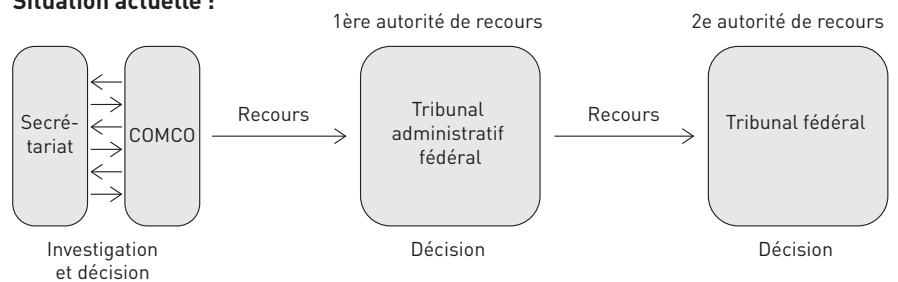 Situation actuelle :
1ère autorité de recours
2e autorité de recours
Secré-
tariat
COMCO
Recours
Tribunal
administratif
fédéral
Recours
Tribunal fédéral
Investigation
et décision
Décision
Décision